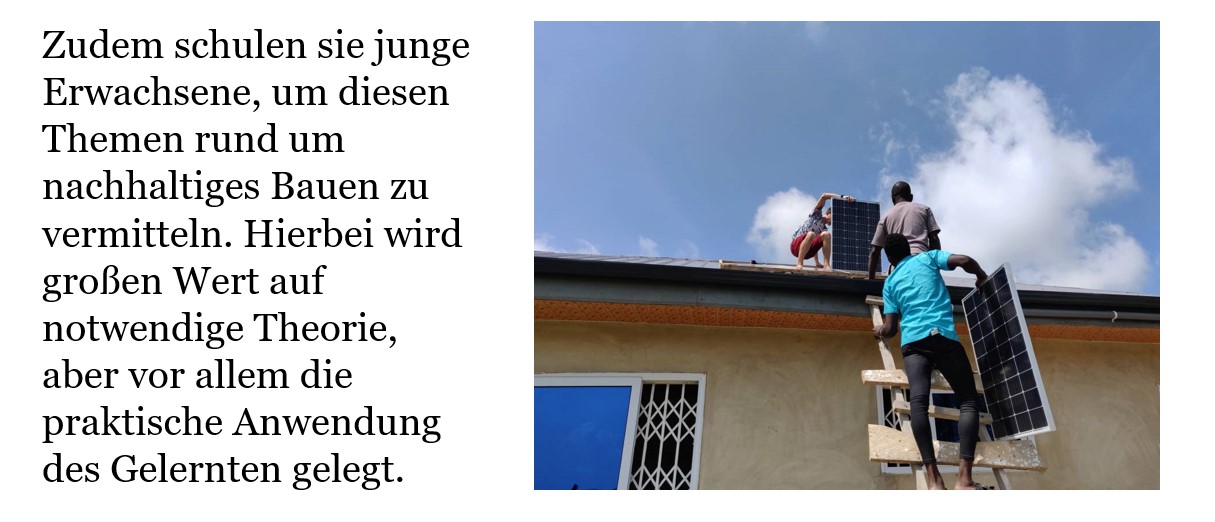 Zudem schulen sie junge
Erwachsene, um diesen
Themen rund um
nachhaltiges Bauen zu
vermitteln. Hierbei wird
großen Wert auf
notwendige Theorie,
aber vor allem die
praktische Anwendung
des Gelernten gelegt.